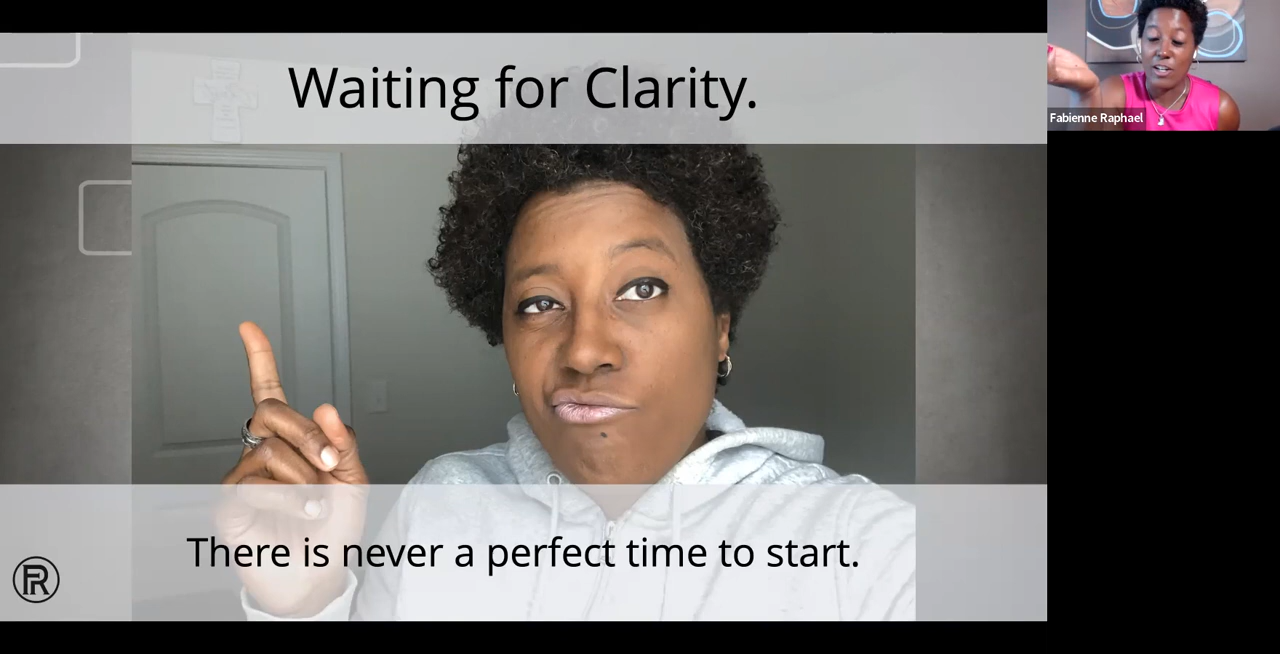 Waiting for Clarity.
Fabienne Raphael
There is never a perfect time to start.